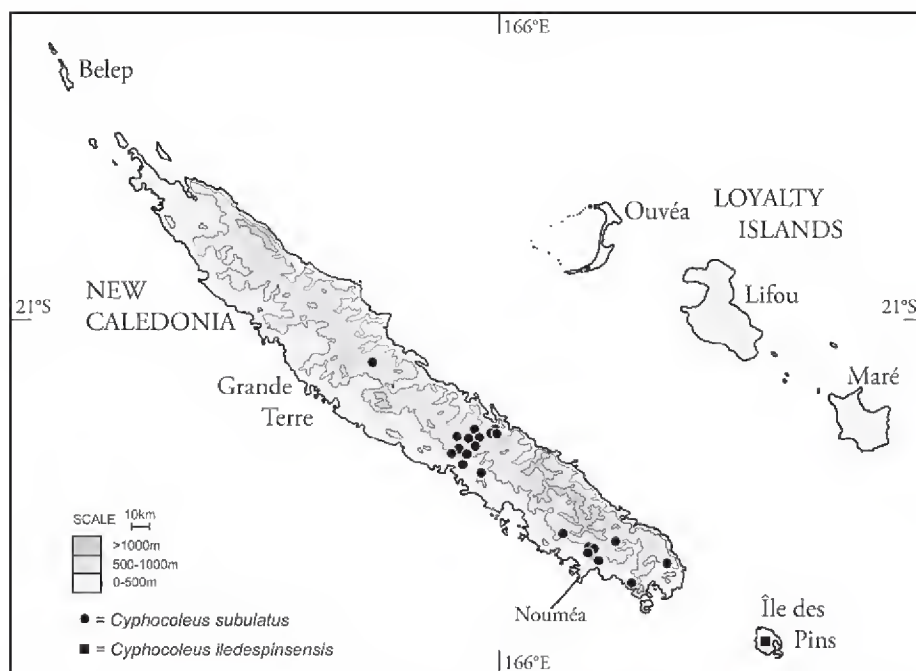 166°E
Belep
Ouvéa
LOYALTY
ISLANDS
Lifou
21°S
21°S
NEW
CALEDONIA
Maré
Grande
Terre
SCALE 10km
>1000m
500-1000m
0-500m
Nouméa
Île des
Pins
● = Cyphocoleus subulatus
■ = Cyphocoleus iledespinsensis
166°E